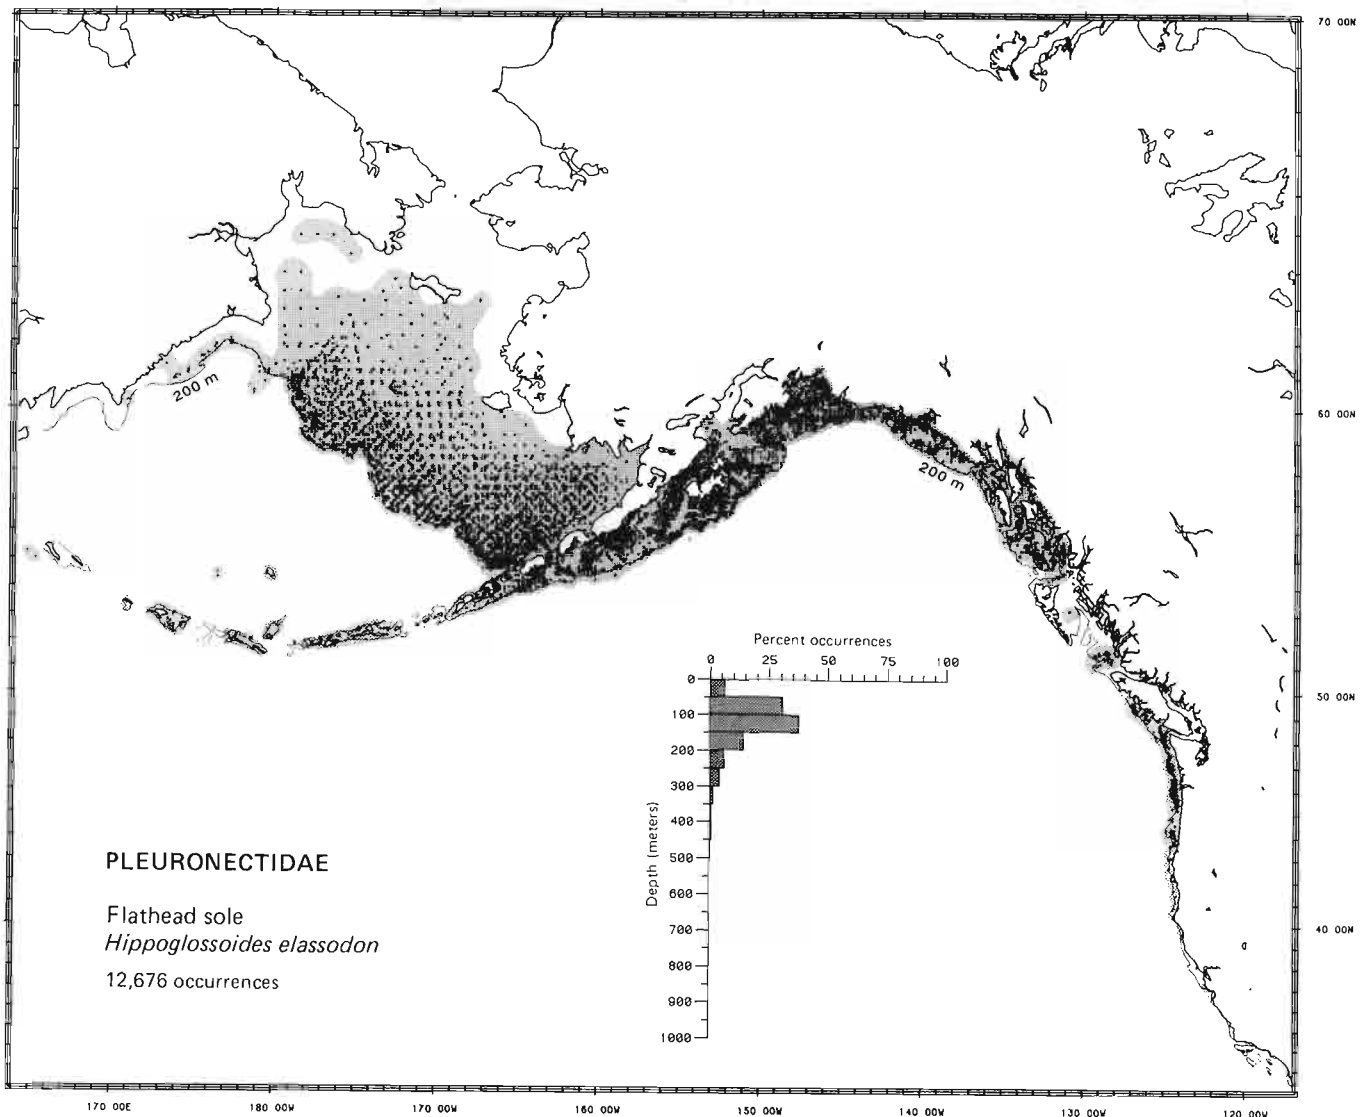 70 00N
200 m
60 00N
200 m
Percent occurrences
0 25 50 75 100
0
100
200
300
400
500
600
700
800
900
1000
Depth (meters)
50 00N
40 00N
PLEURONECTIDAE
Flathead sole
Hippoglossoides elassodon
12,676 occurrences
170 00E 180 00W 170 00W 160 00W 150 00W 140 00W 130 00W 120 00W